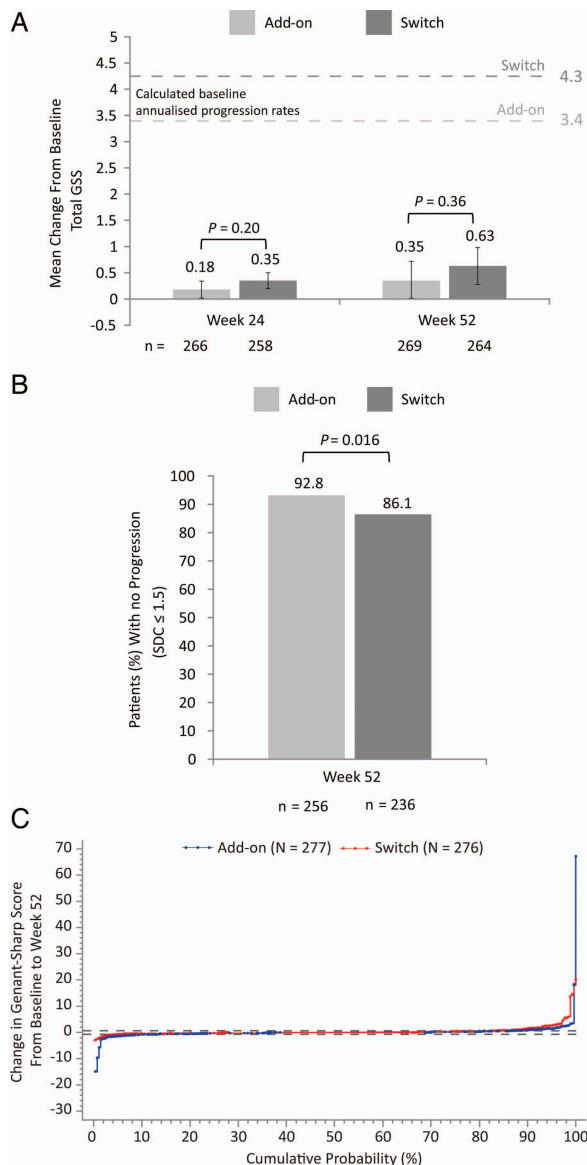 A
Add-on Switch
5
4.5
4
3.5
3
2.5
2
1.5
1
0.5
0
-0.5
Mean Change From Baseline
Total GSS
Switch
4.3
Calculated baseline
annualised progression rates
Add-on
3.4
P = 0.20
0.18 0.35
P = 0.36
0.35 0.63
Week 24 Week 52
n = 266 258 269 264
B
Add-on Switch
P = 0.016
92.8 86.1
100
90
80
70
60
50
40
30
20
10
0
Patients (%) With no Progression
(SDC ≤ 1.5)
Week 52
n = 256 n = 236
C
Add-on (N = 277) Switch (N = 276)
70
60
50
40
30
20
10
0
-10
-20
-30
Change in Genant-Sharp Score
From Baseline to Week 52
0 10 20 30 40 50 60 70 80 90 100
Cumulative Probability (%)